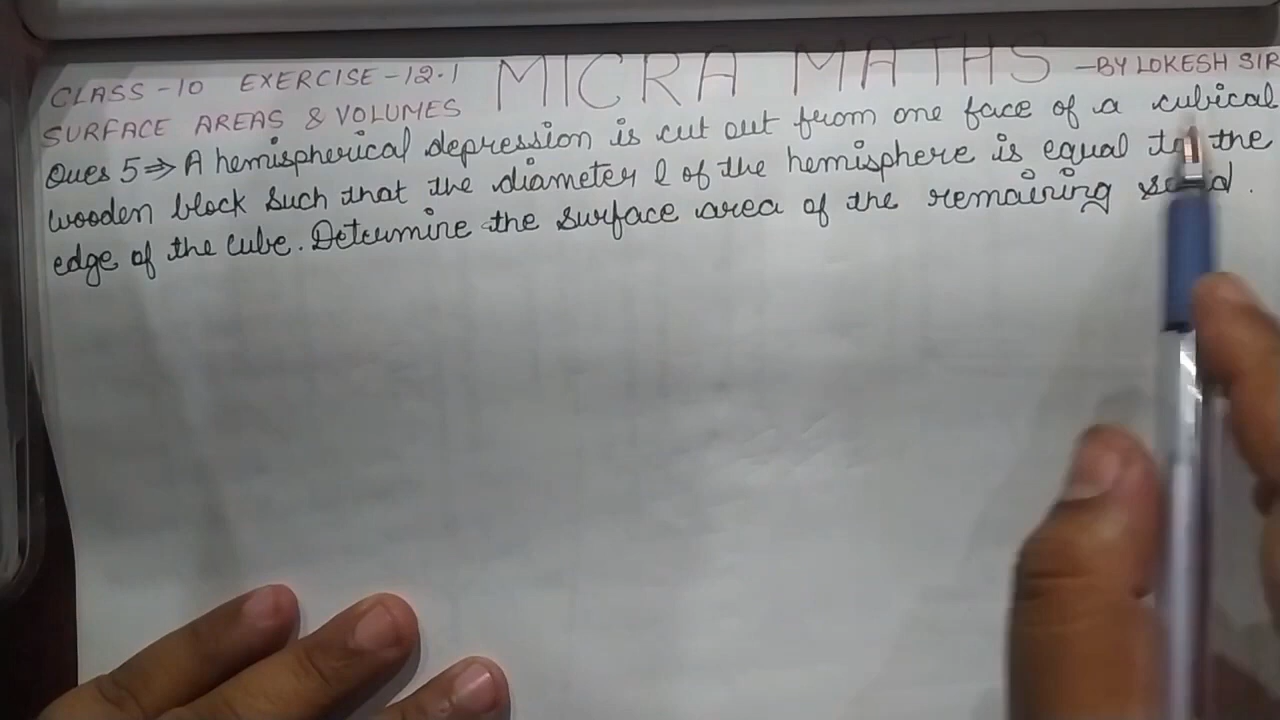 CLASS-10 EXERCISE-12.1 MICRA MATHS -BY LOKESH SIR
SURFACE AREAS & VOLUMES
Ques 5⇒ A hemispherical depression is cut out from one face of a cubical
wooden block such that the diameter l of the hemisphere is equal to the
edge of the cube. Determine the surface area of the remaining solid.